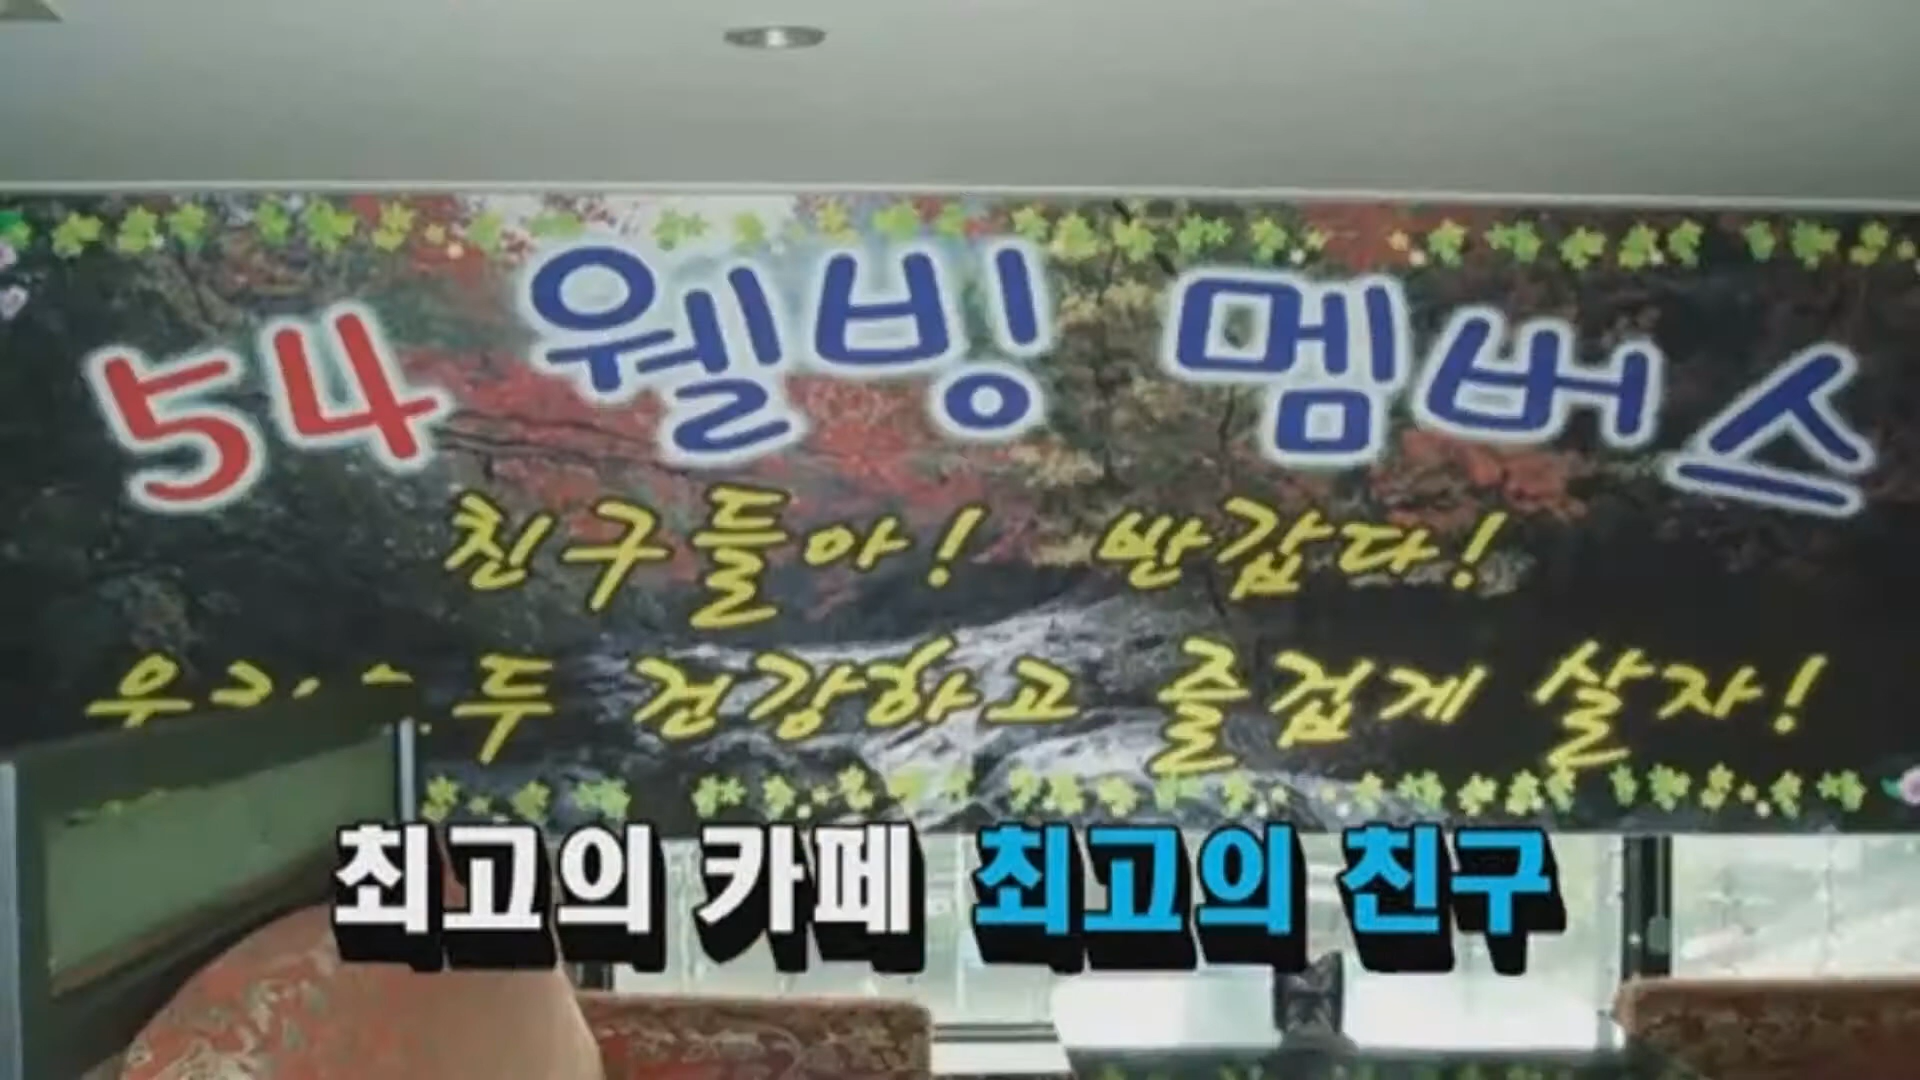 54 웰빙 멤버스
친구들아! 반갑다!
두 건강하고 즐겁게 살자!
최고의 카페 최고의 친구